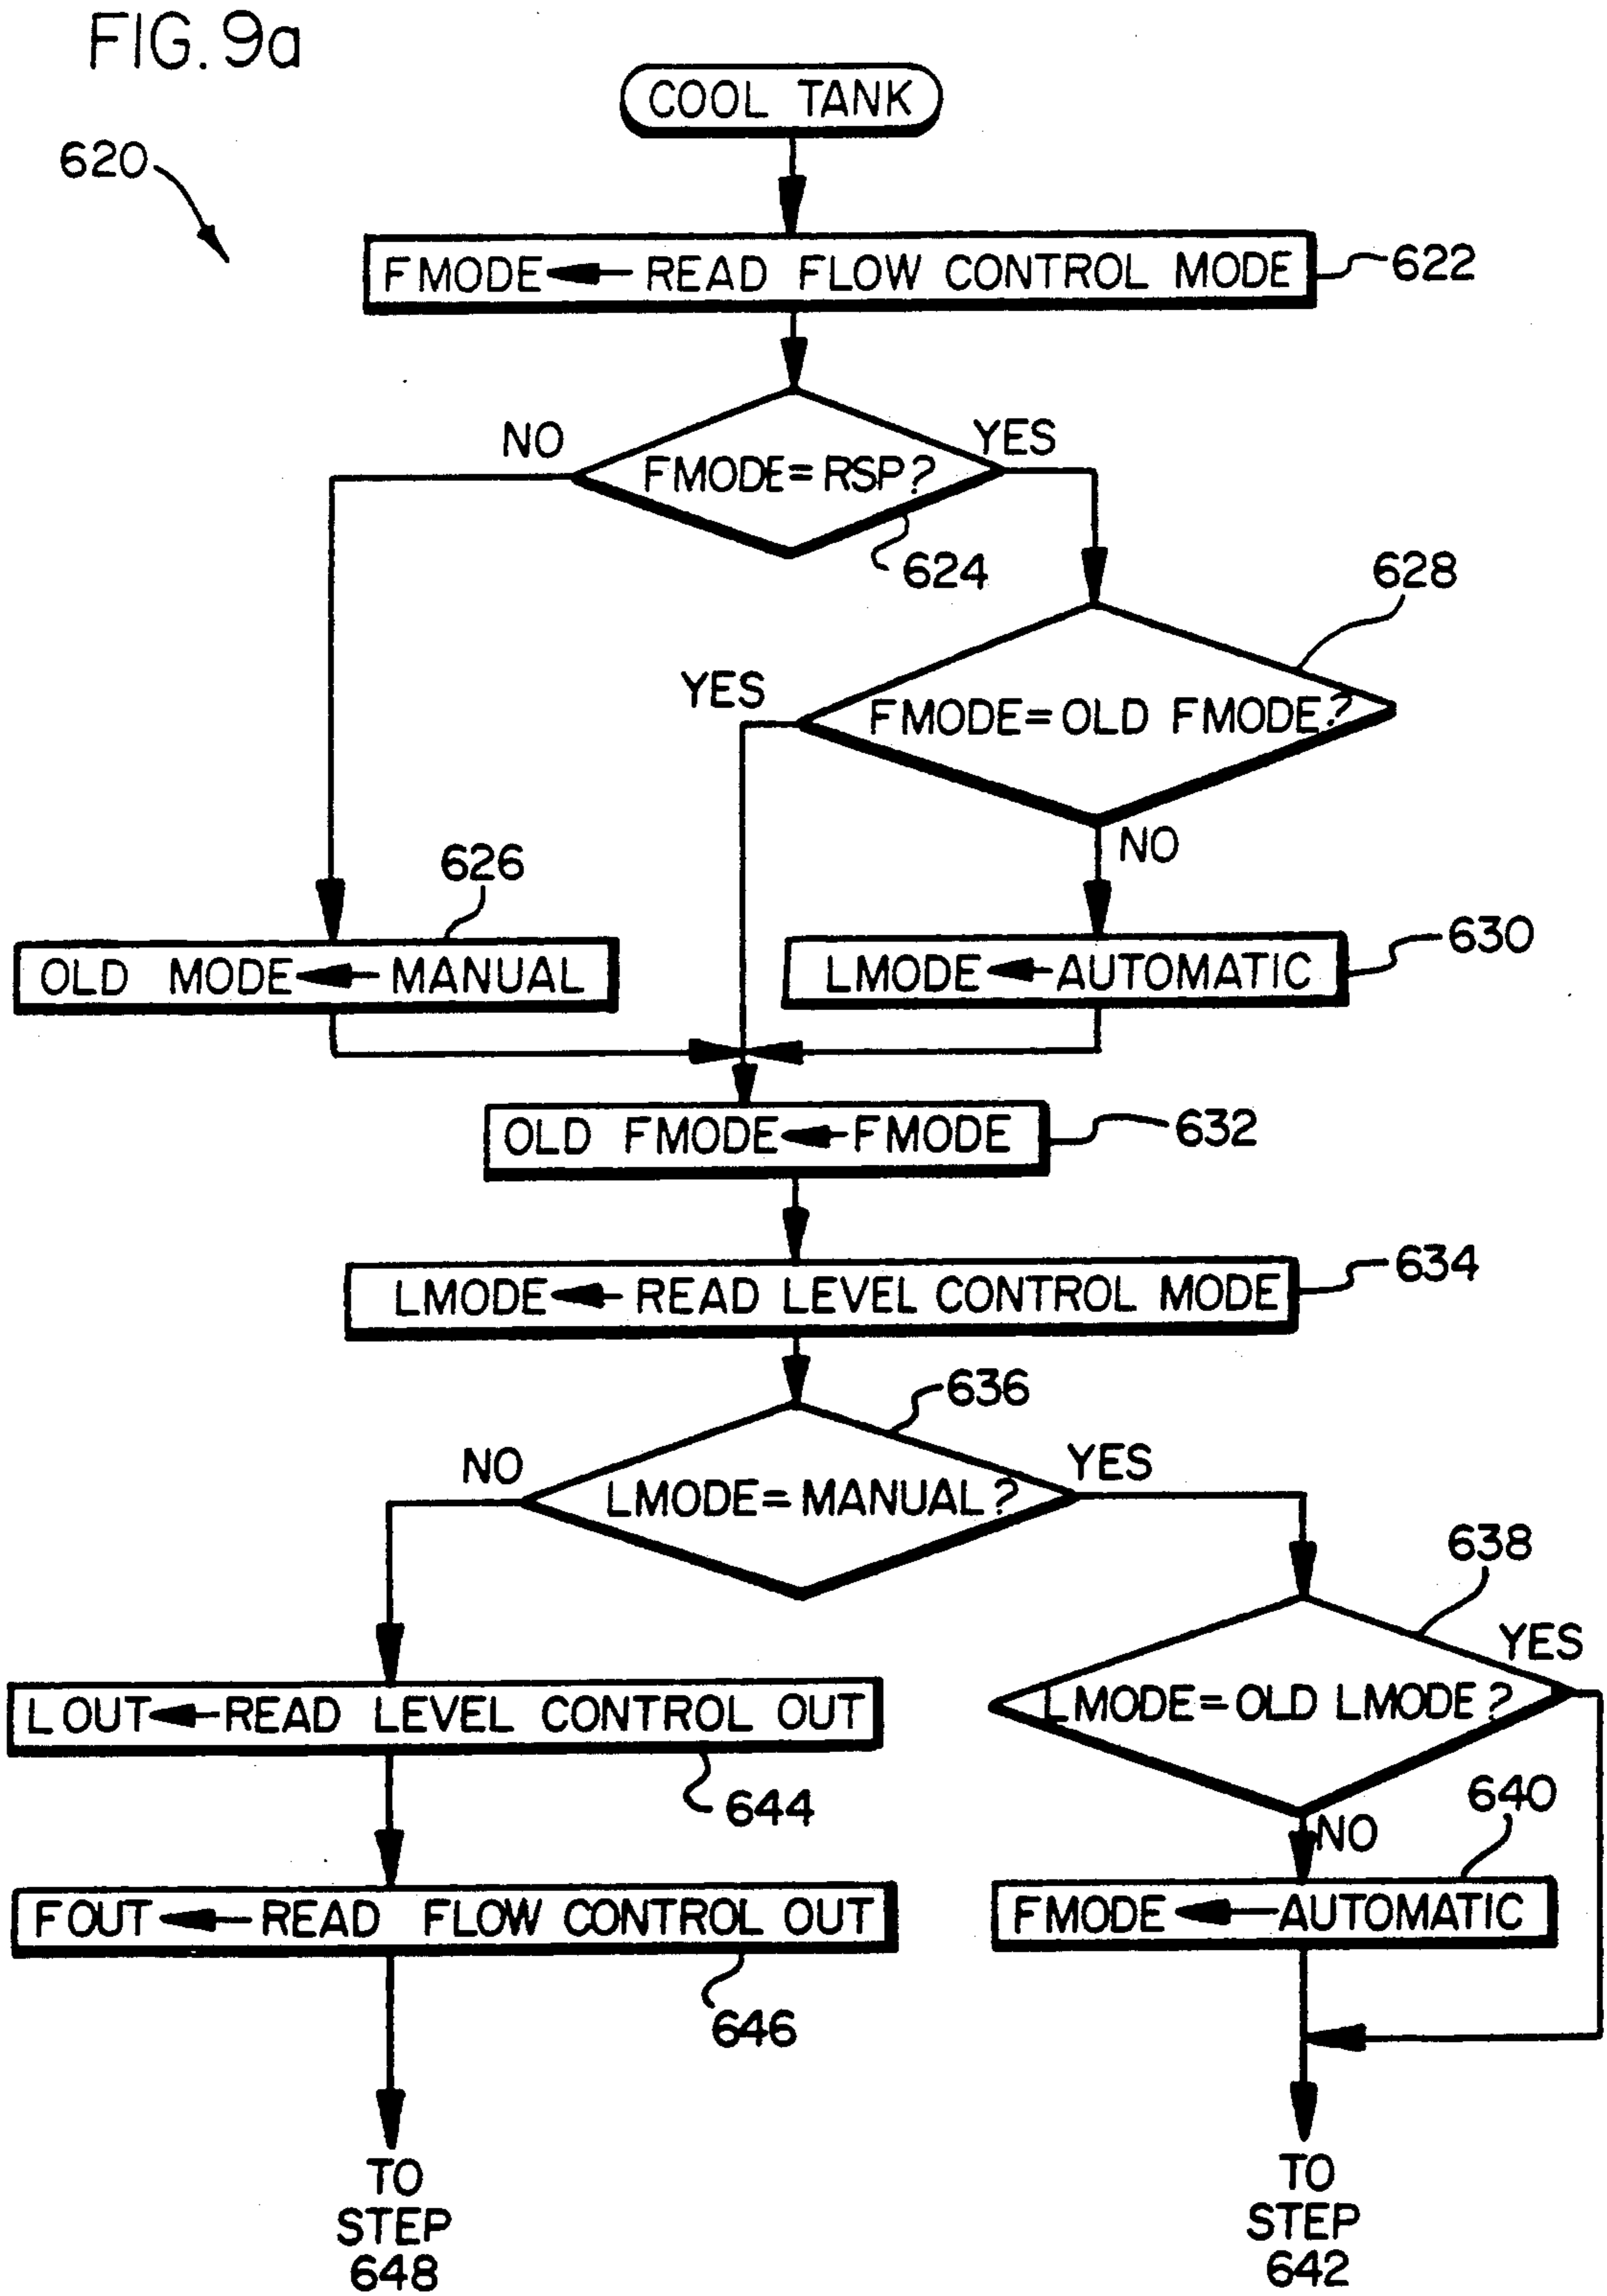 FIG. 9a
COOL TANK
620
FMODE ← READ FLOW CONTROL MODE
622
NO
YES
FMODE = RSP?
624
628
YES
FMODE = OLD FMODE?
NO
626
OLD MODE ← MANUAL
LMODE ← AUTOMATIC
630
OLD FMODE ← FMODE
632
LMODE ← READ LEVEL CONTROL MODE
634
636
NO
YES
LMODE = MANUAL?
638
YES
LMODE = OLD LMODE?
LOUT ← READ LEVEL CONTROL OUT
644
NO
640
FOUT ← READ FLOW CONTROL OUT
FMODE ← AUTOMATIC
646
TO
STEP
648
TO
STEP
642